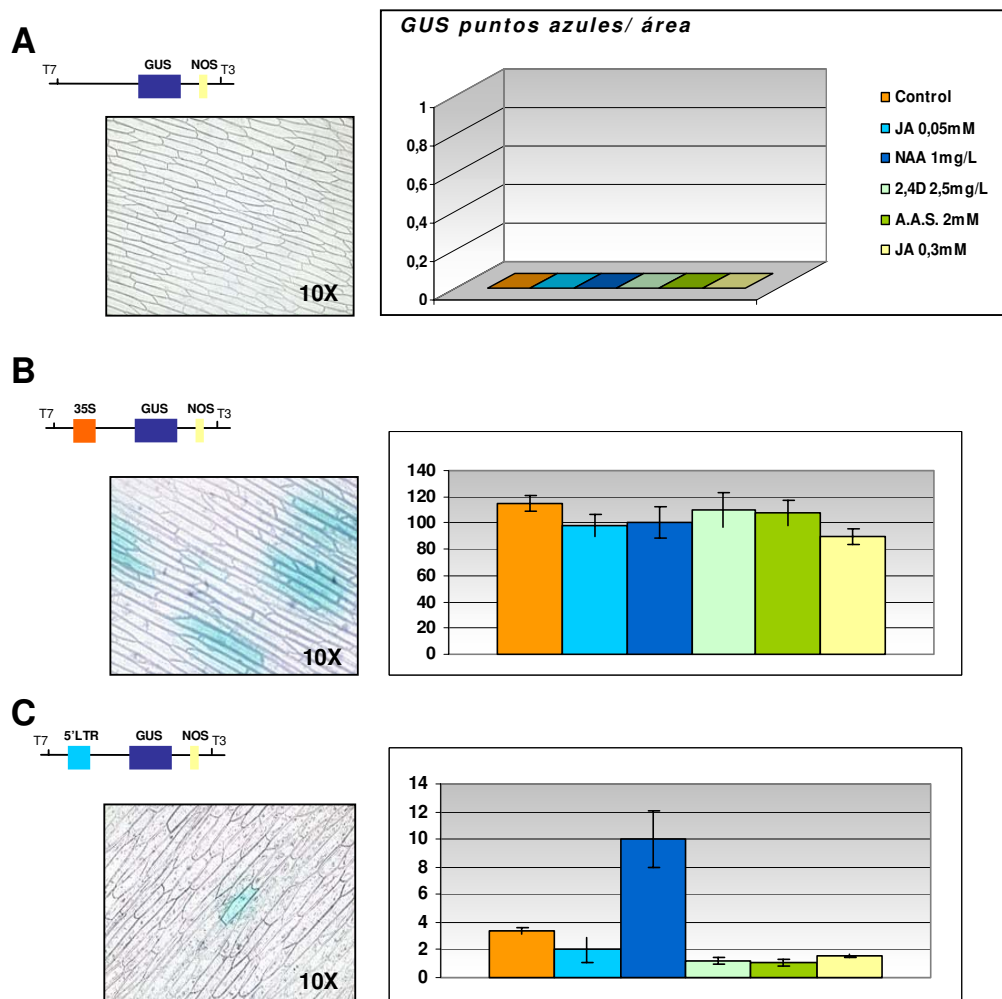 A
T7 GUS NOS T3
10X
GUS puntos azules/ área
1
0,8
0,6
0,4
0,2
0
Control
JA 0,05mM
NAA 1mg/L
2,4D 2,5mg/L
A.A.S. 2mM
JA 0,3mM
B
T7 35S GUS NOS T3
10X
140
120
100
80
60
40
20
0
C
T7 5'LTR GUS NOS T3
10X
14
12
10
8
6
4
2
0